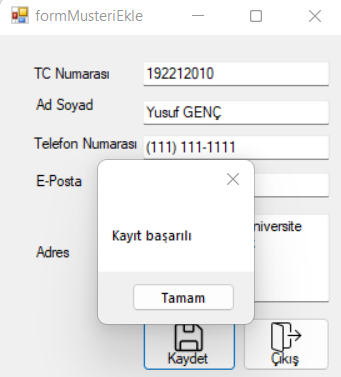 formMusteriEkle
TC Numarası 192212010
Ad Soyad Yusuf GENÇ
Telefon Numarası (111) 111-1111
E-Posta
Kayıt başarılı
Adres
Tamam
Kaydet
Çıkış